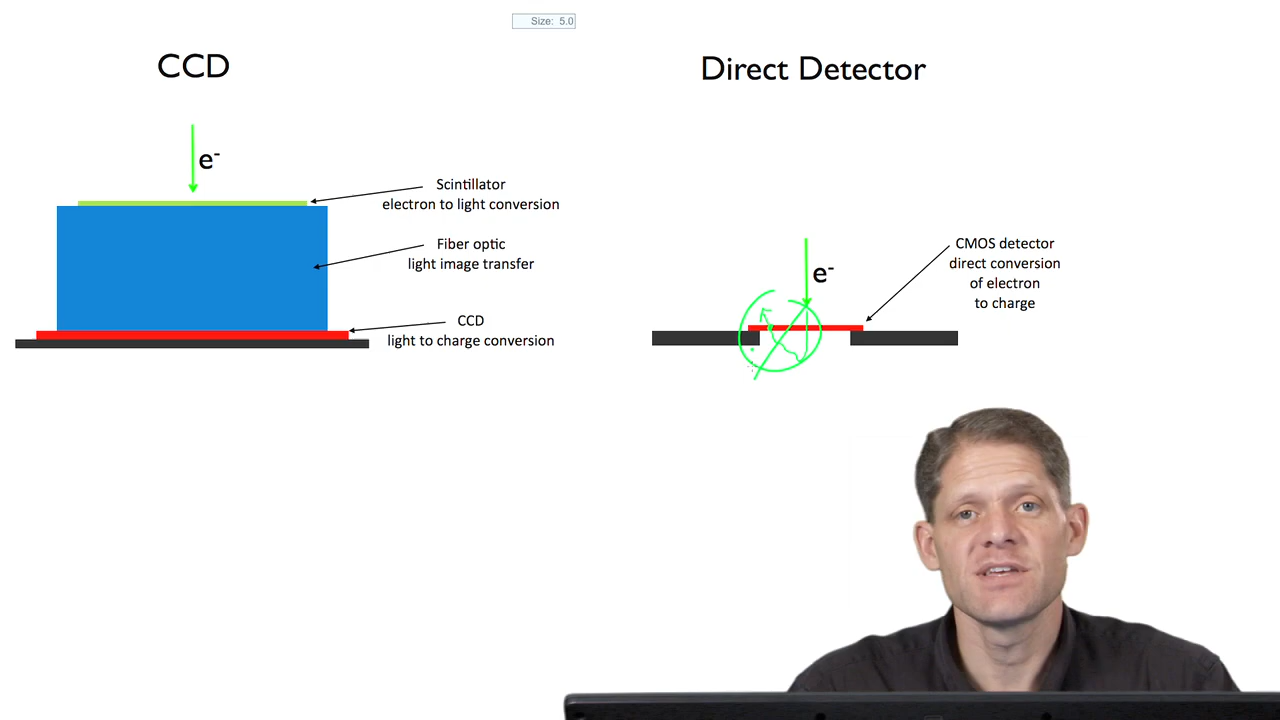 Size: 5.0
CCD
Direct Detector
e-
Scintillator
electron to light conversion
Fiber optic
light image transfer
CCD
light to charge conversion
e-
CMOS detector
direct conversion
of electron
to charge